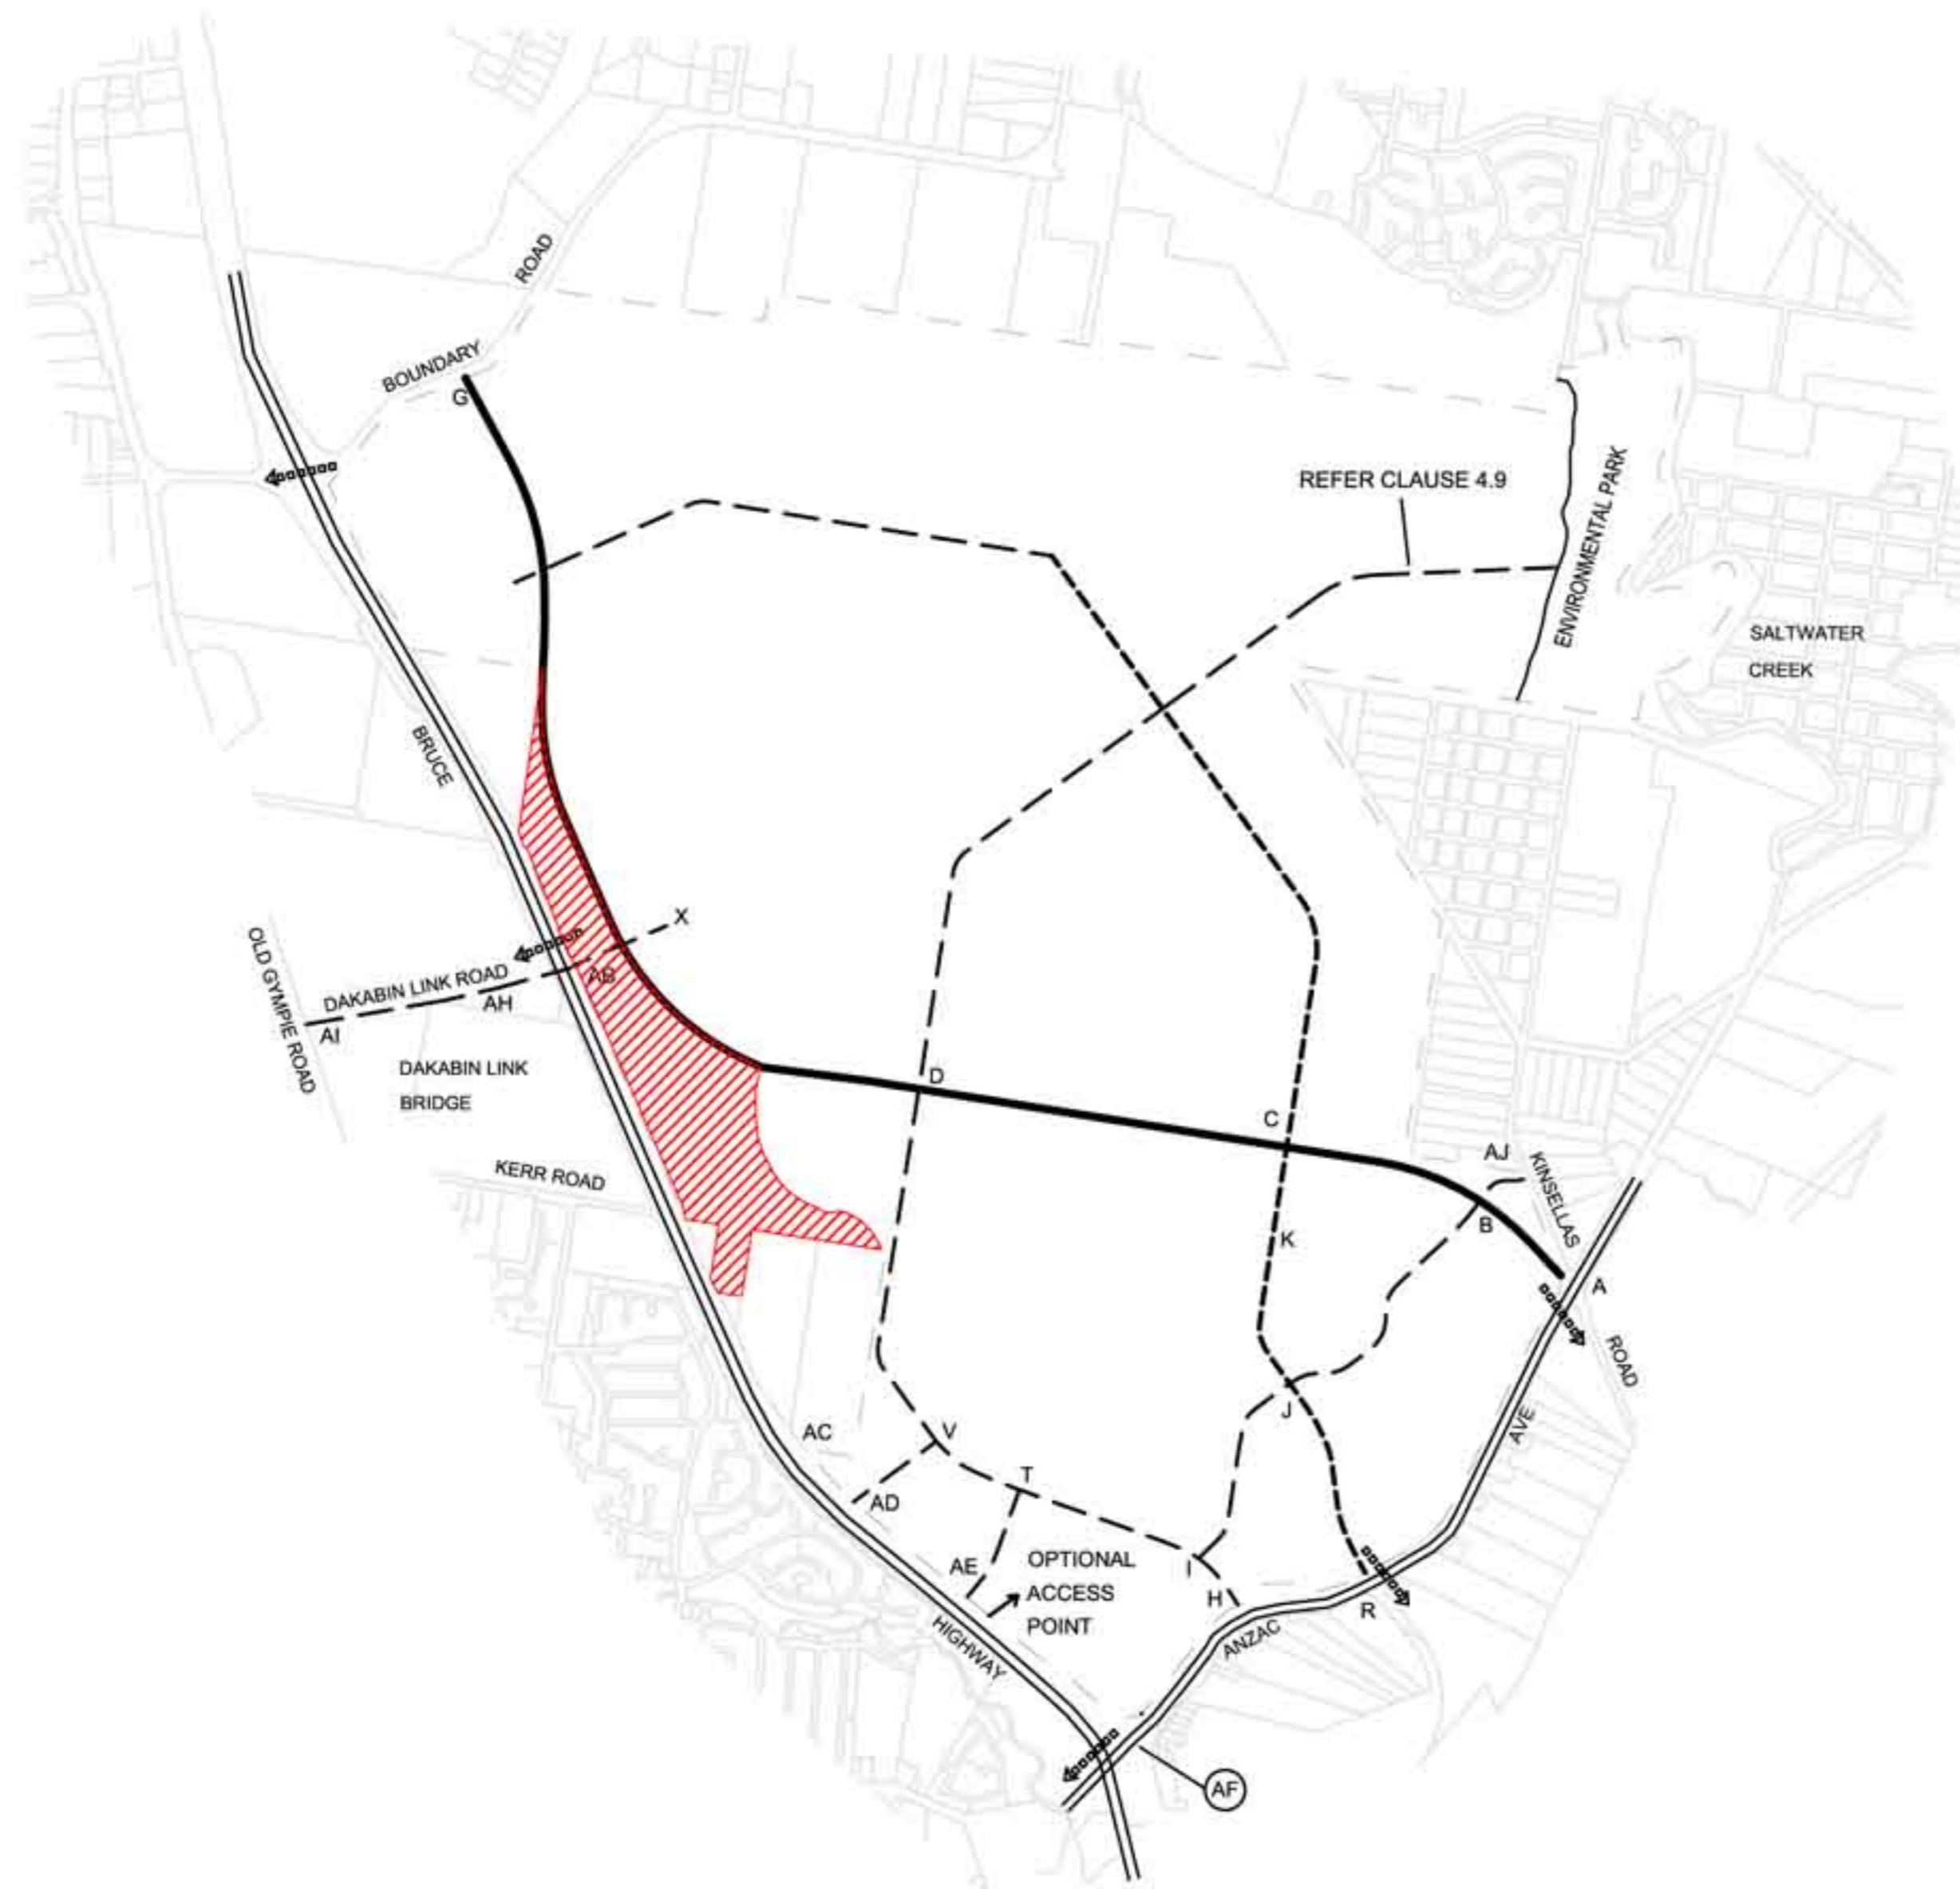 ROAD
BOUNDARY
G
REFER CLAUSE 4.9
ENVIRONMENTAL PARK
SALTWATER
CREEK
BRUCE
X
OLD GYMPIE ROAD
DAKABIN LINK ROAD
AB
AH
AI
DAKABIN LINK
BRIDGE
D
C
AJ
KINSELLAS
KERR ROAD
B
K
A
ROAD
J
AVE
AC
V
T
AD
AE
OPTIONAL
ACCESS
POINT
I
H
R
HIGHWAY
ANZAC
AF